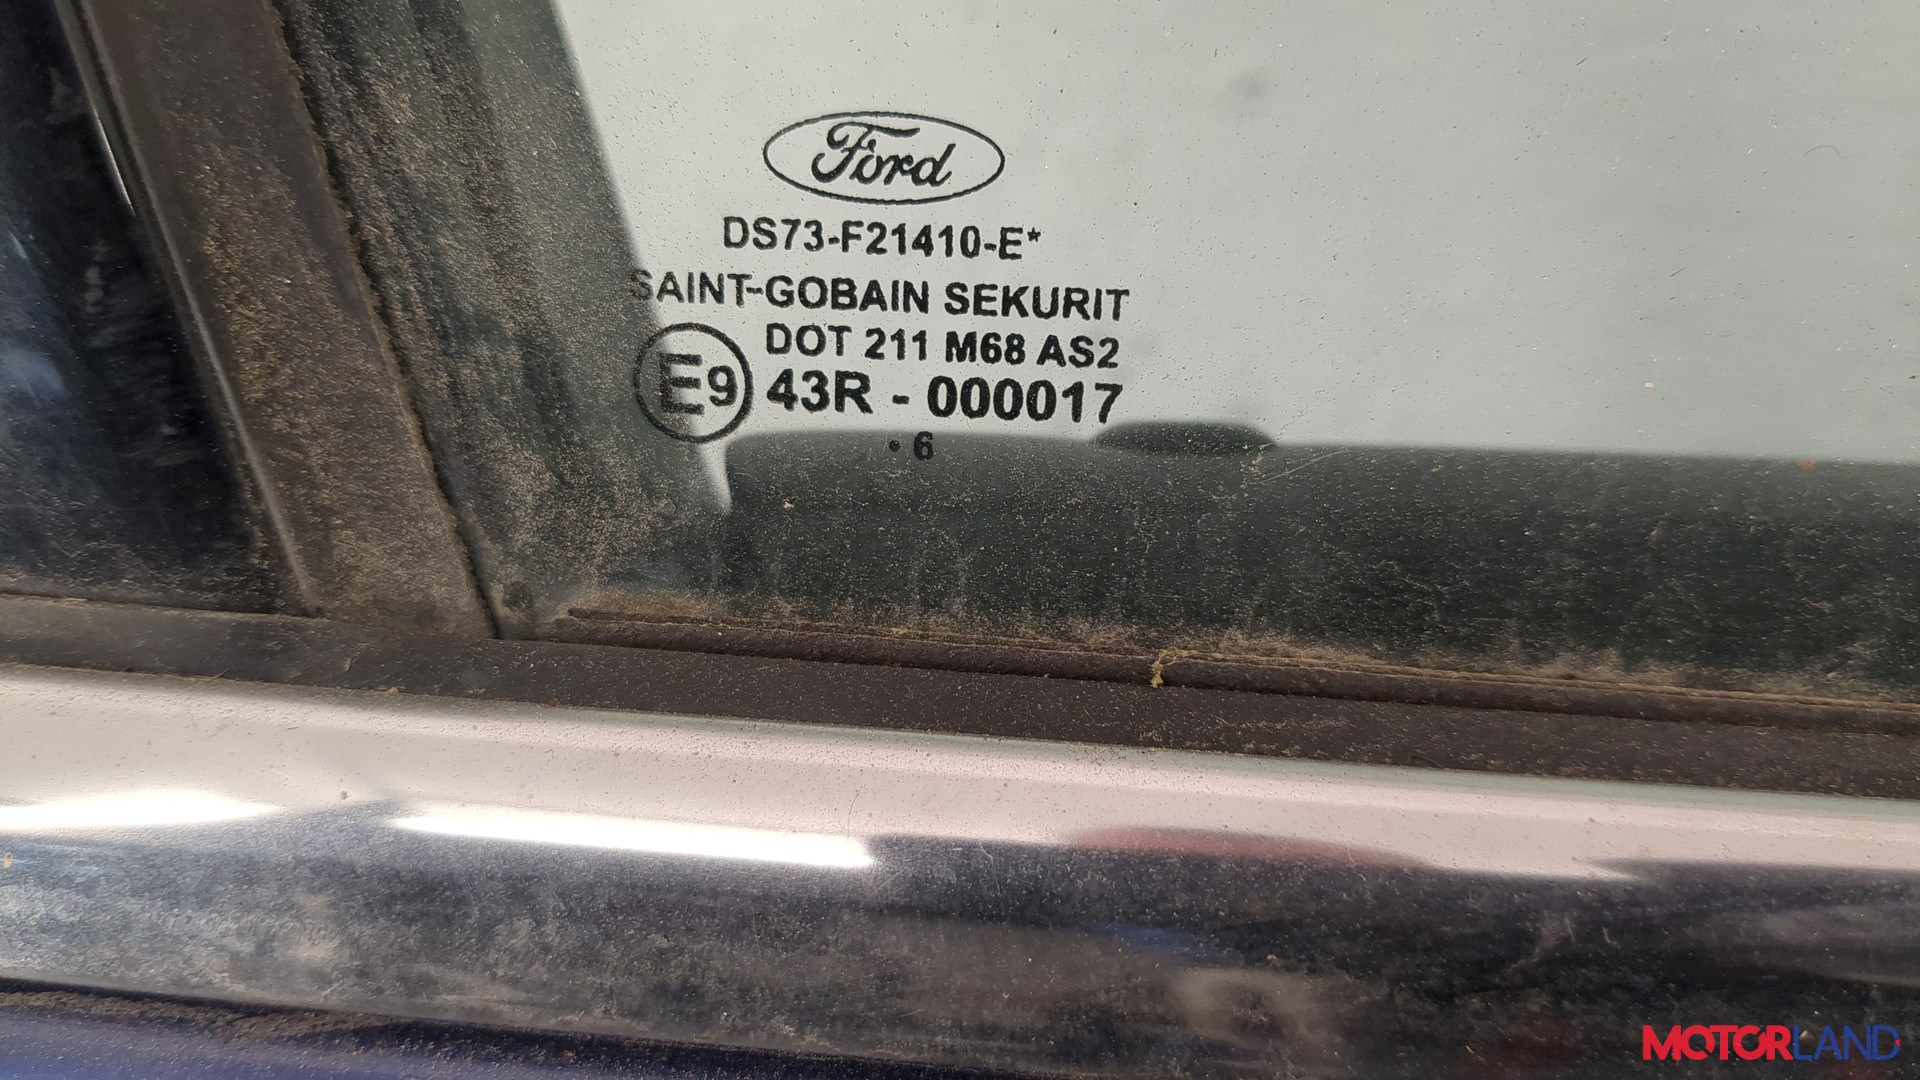 Ford
DS73-F21410-E*
SAINT-GOBAIN SEKURIT
DOT 211 M68 AS2
E9 43R - 000017
• 6
MOTORLAND